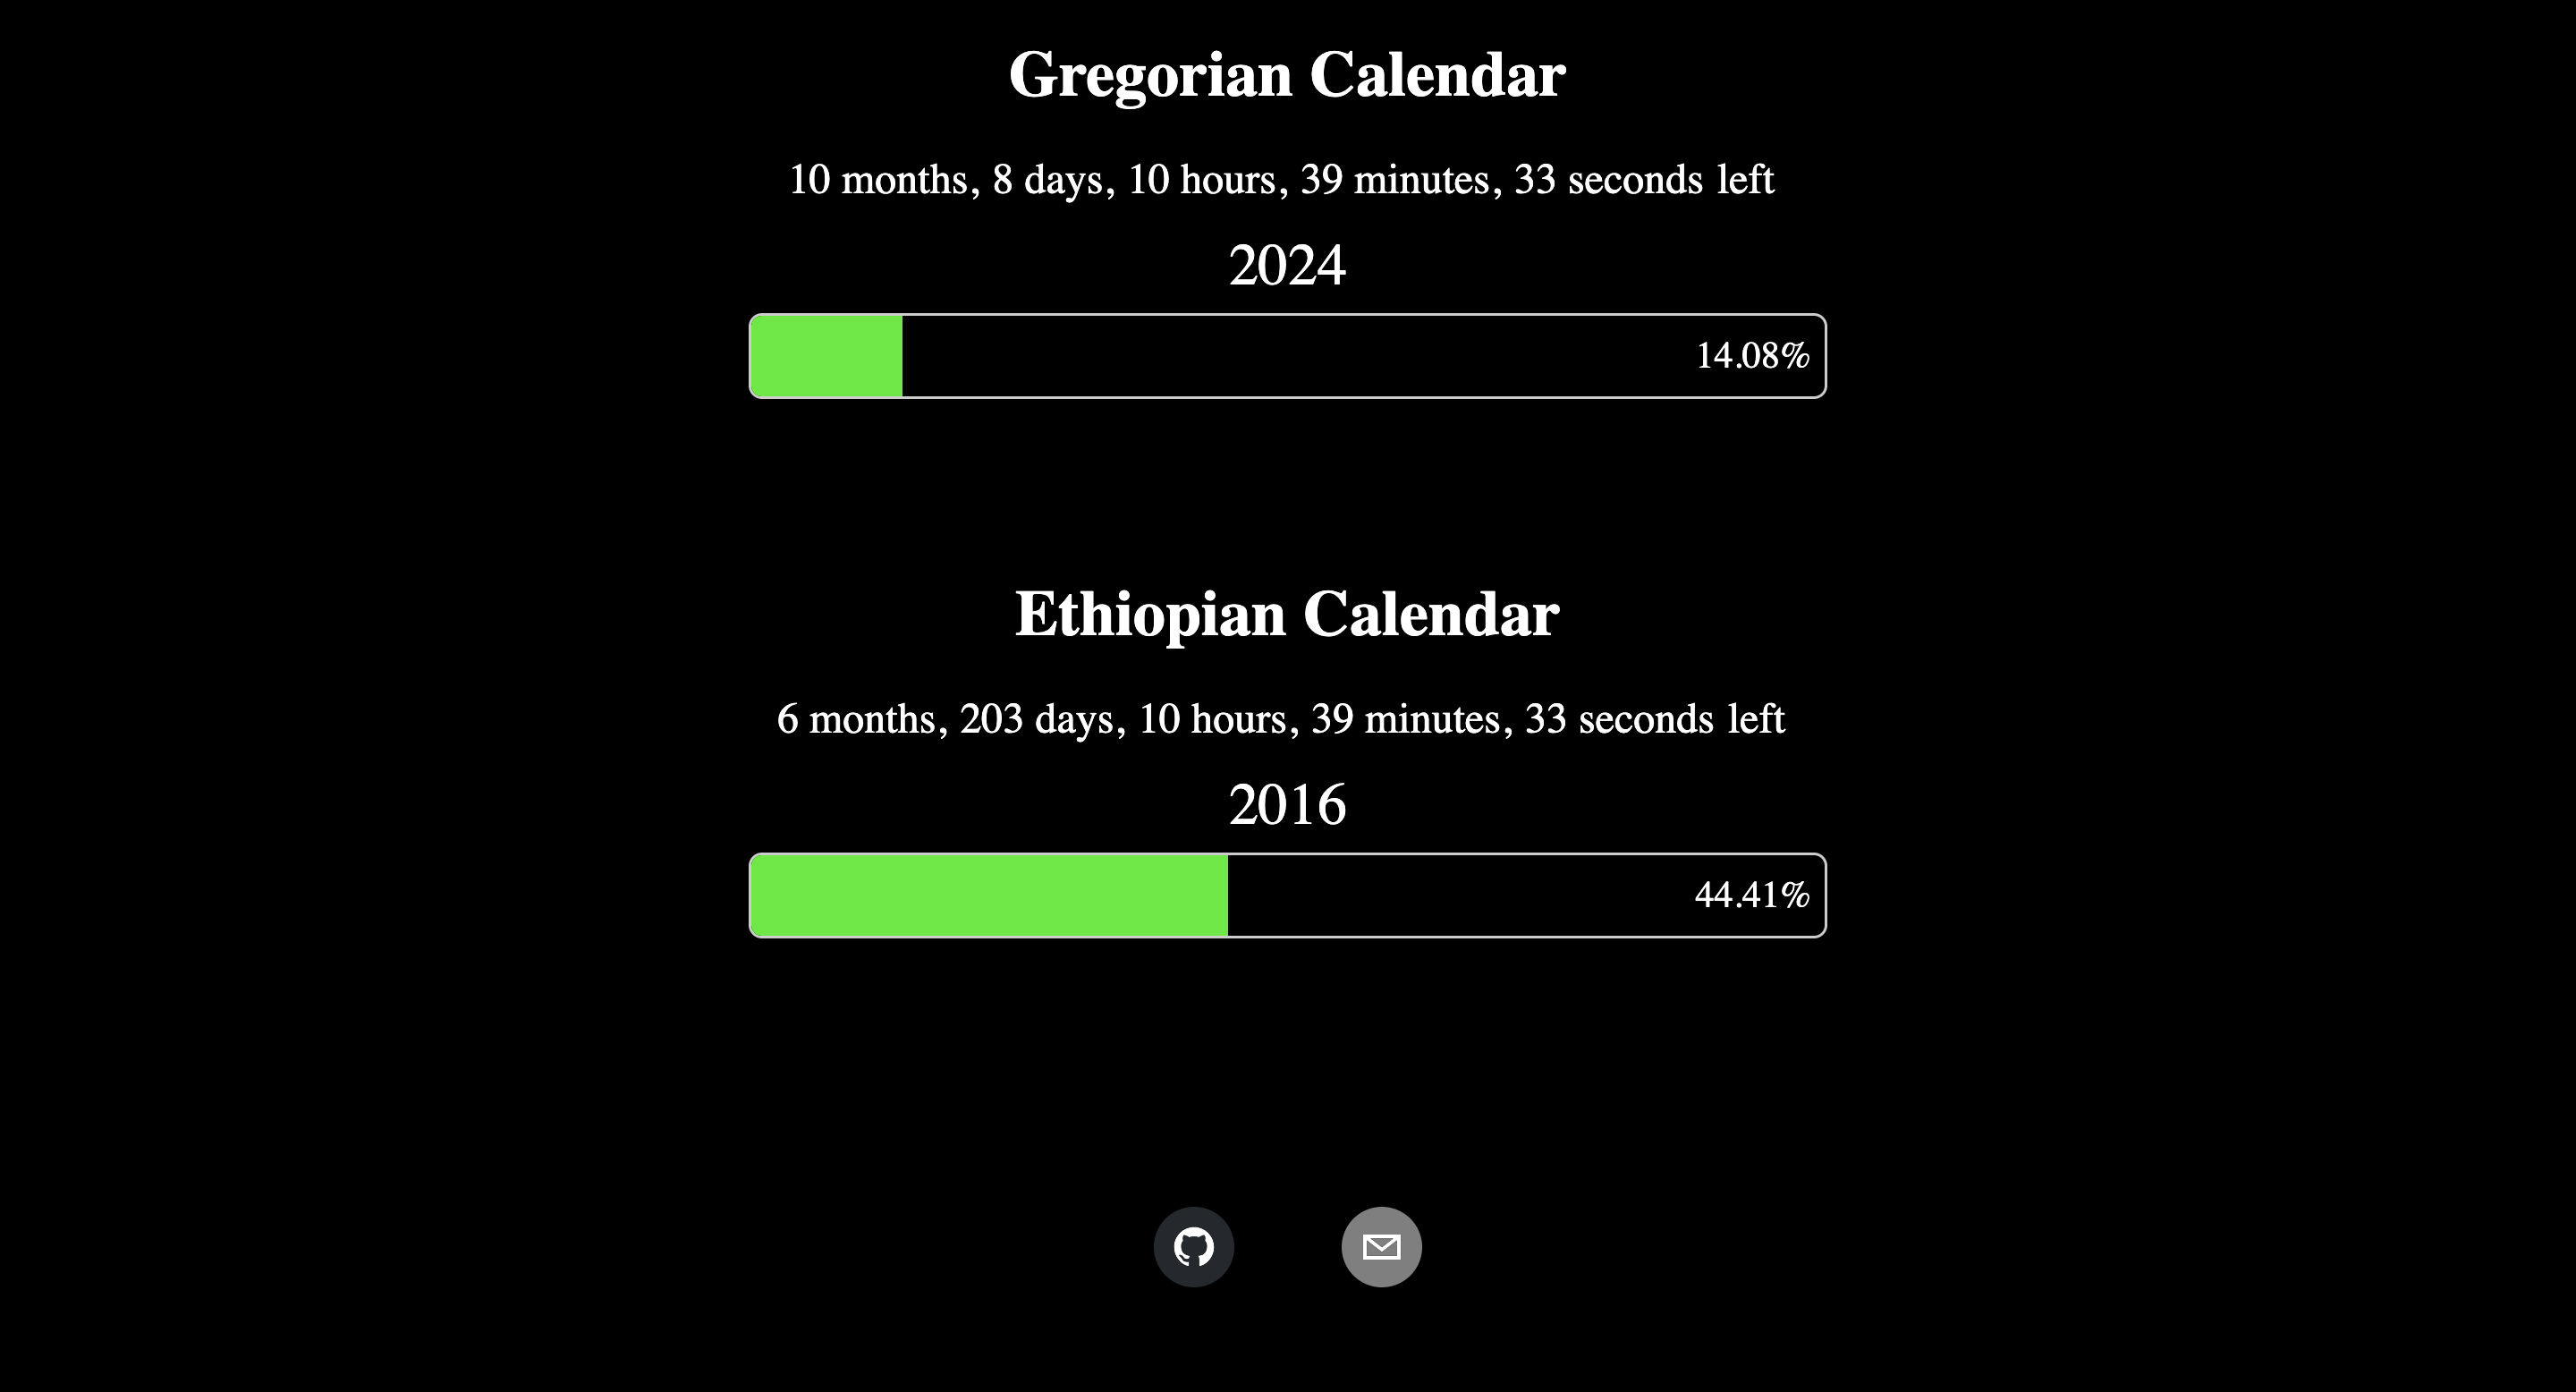 Gregorian Calendar
10 months, 8 days, 10 hours, 39 minutes, 33 seconds left
2024
14.08%
Ethiopian Calendar
6 months, 203 days, 10 hours, 39 minutes, 33 seconds left
2016
44.41%